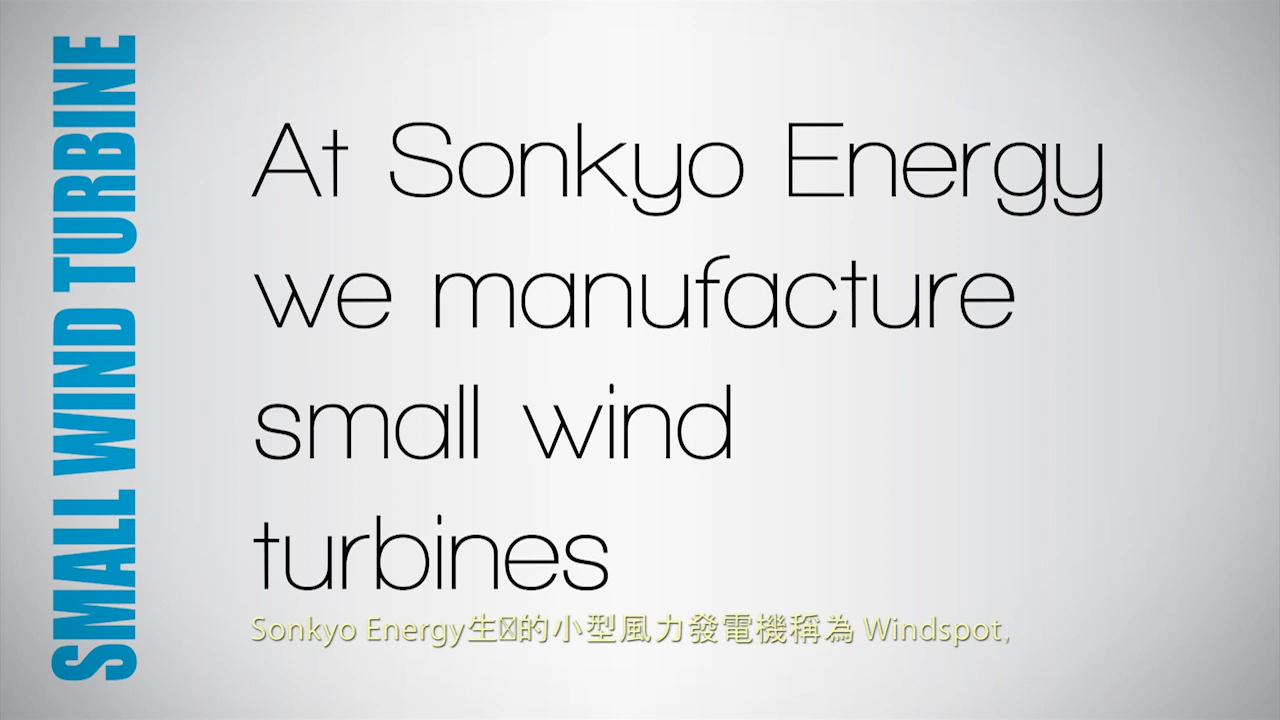 SMALL WIND TURBINE
At Sonkyo Energy
we manufacture
small wind
turbines
Sonkyo Energy生的小型風力發電機稱為 Windspot,